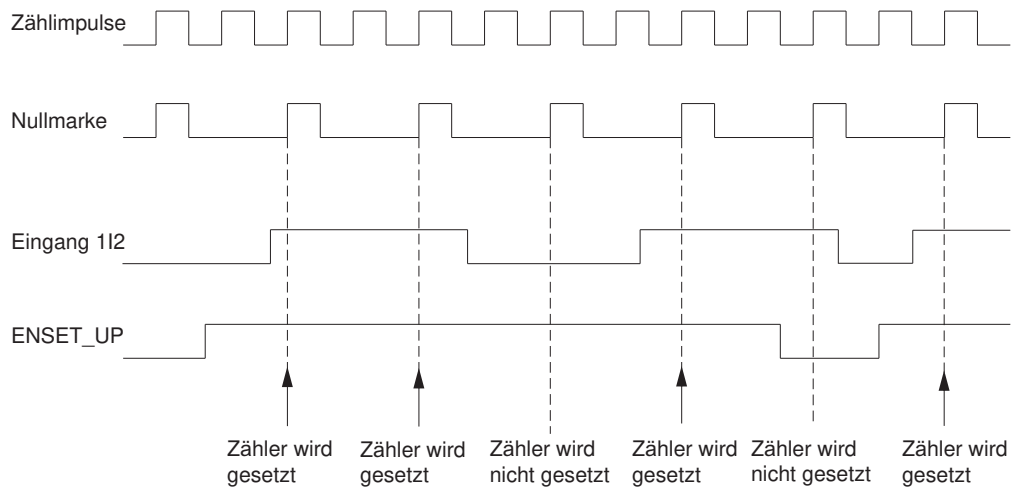 Zählimpulse
Nullmarke
Eingang 1I2
ENSET_UP
Zähler wird
gesetzt
Zähler wird
gesetzt
Zähler wird
nicht gesetzt
Zähler wird
gesetzt
Zähler wird
nicht gesetzt
Zähler wird
gesetzt